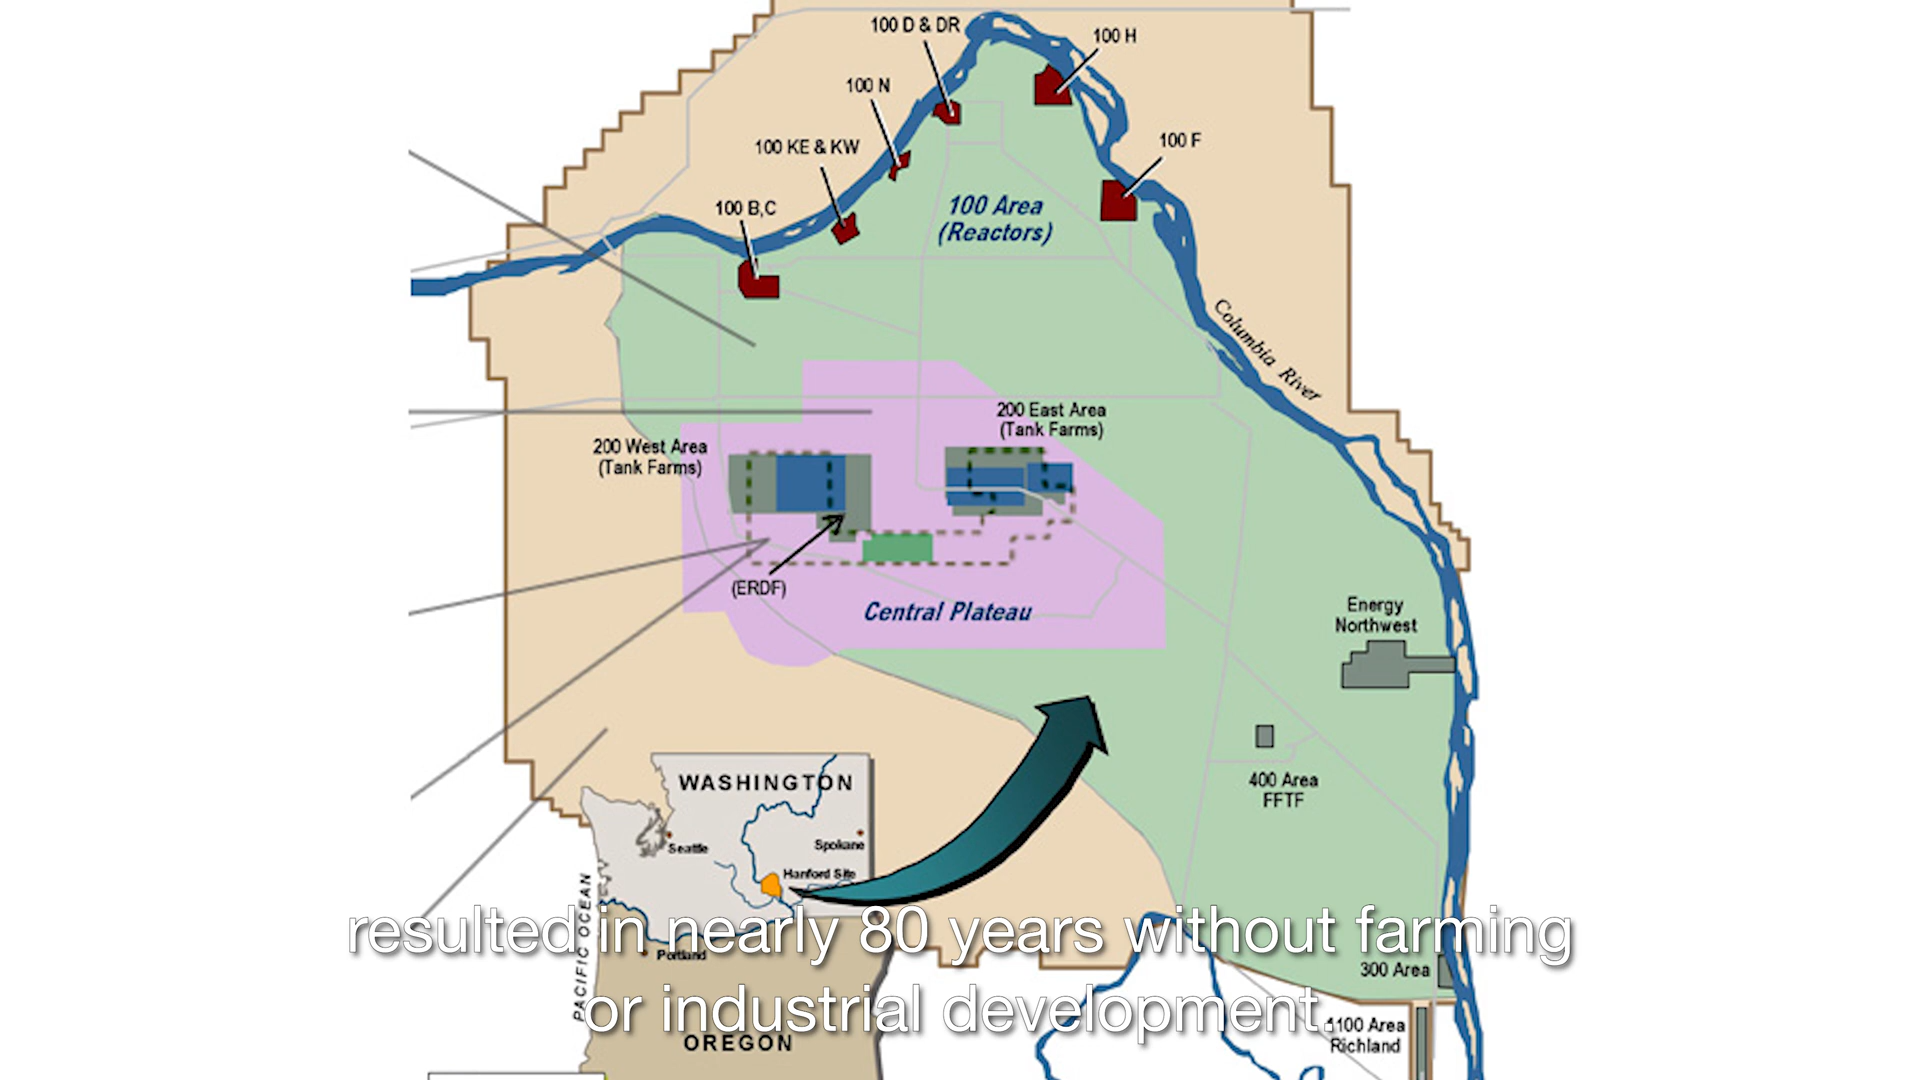 100 D & DR
100 H
100 N
100 F
100 KE & KW
100 B,C
100 Area
(Reactors)
Columbia River
200 East Area
(Tank Farms)
200 West Area
(Tank Farms)
(ERDF)
Central Plateau
Energy
Northwest
400 Area
FFTF
WASHINGTON
Seattle
Spokane
Hanford Site
PACIFIC OCEAN
Portland
OREGON
300 Area
1100 Area
Richland
resulted in nearly 80 years without farming
or industrial development.